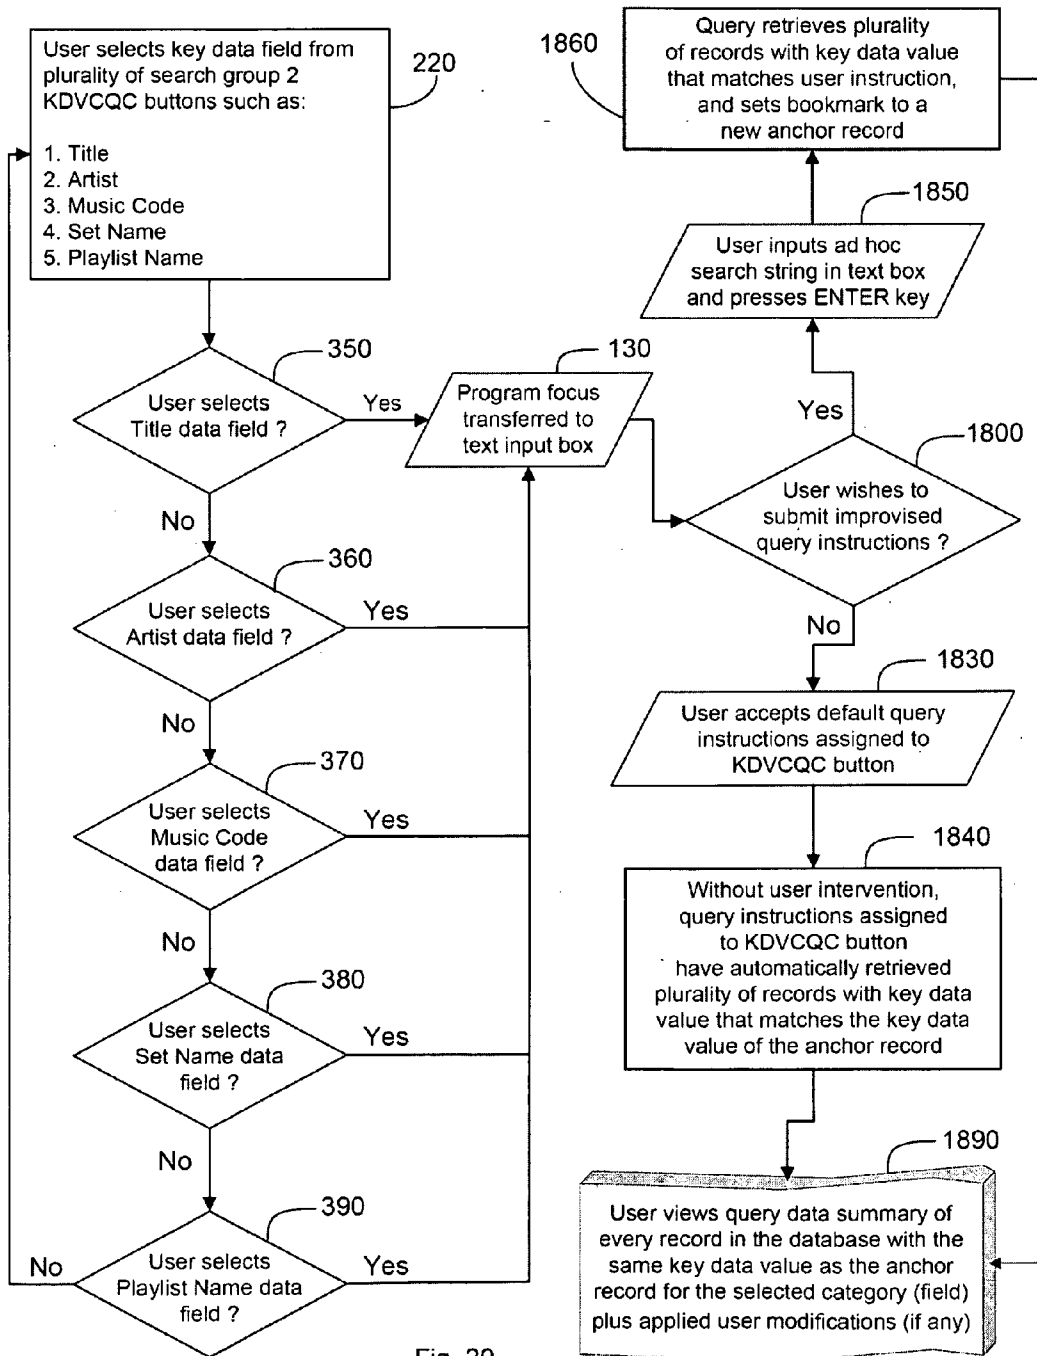 User selects key data field from
plurality of search group 2
KDVCQC buttons such as:
1. Title
2. Artist
3. Music Code
4. Set Name
5. Playlist Name
220
350
User selects
Title data field ?
Yes
No
360
User selects
Artist data field ?
Yes
No
370
User selects
Music Code
data field ?
Yes
No
380
User selects
Set Name data
field ?
Yes
No
390
User selects
Playlist Name data
field ?
Yes
No
130
Program focus
transferred to
text input box
1860
Query retrieves plurality
of records with key data value
that matches user instruction,
and sets bookmark to a
new anchor record
1850
User inputs ad hoc
search string in text box
and presses ENTER key
Yes
1800
User wishes to
submit improvised
query instructions ?
No
1830
User accepts default query
instructions assigned to
KDVCQC button
1840
Without user intervention,
query instructions assigned
to KDVCQC button
have automatically retrieved
plurality of records with key data
value that matches the key data
value of the anchor record
1890
User views query data summary of
every record in the database with the
same key data value as the anchor
record for the selected category (field)
plus applied user modifications (if any)